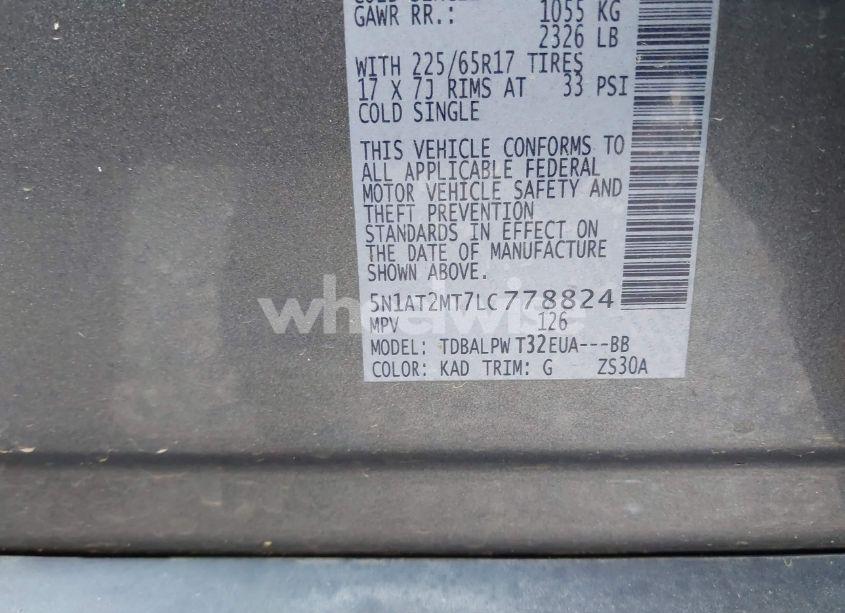 GAWR RR.: 1055 KG
2326 LB
WITH 225/65R17 TIRES
17 X 7J RIMS AT 33 PSI
COLD SINGLE
THIS VEHICLE CONFORMS TO
ALL APPLICABLE FEDERAL
MOTOR VEHICLE SAFETY AND
THEFT PREVENTION
STANDARDS IN EFFECT ON
THE DATE OF MANUFACTURE
SHOWN ABOVE.
5N1AT2MT7LC778824
wheelwise
MPV 126
MODEL: TDBALPW T32EUA---BB
COLOR: KAD TRIM: G ZS30A